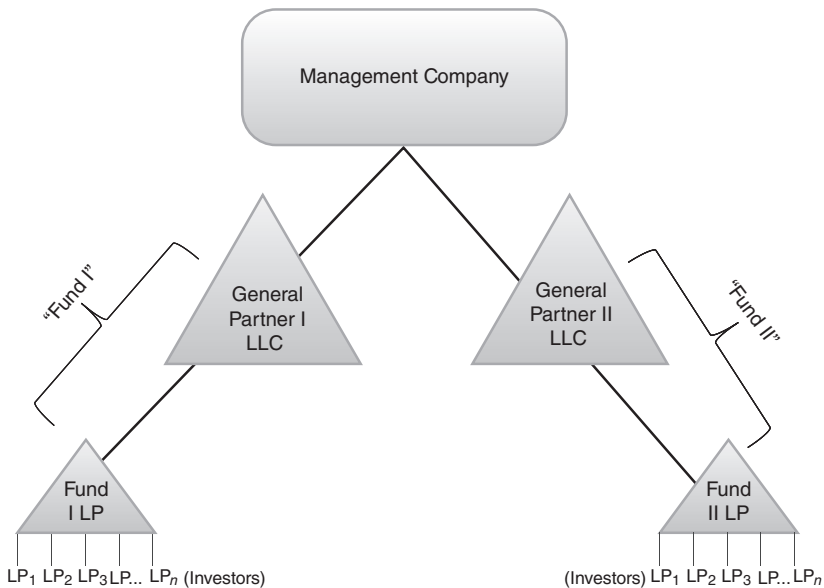 Management Company
General
Partner I
LLC
General
Partner II
LLC
“Fund I”
“Fund II”
Fund
I LP
Fund
II LP
LP1 LP2 LP3 LP... LPn (Investors)
(Investors) LP1 LP2 LP3 LP... LPn